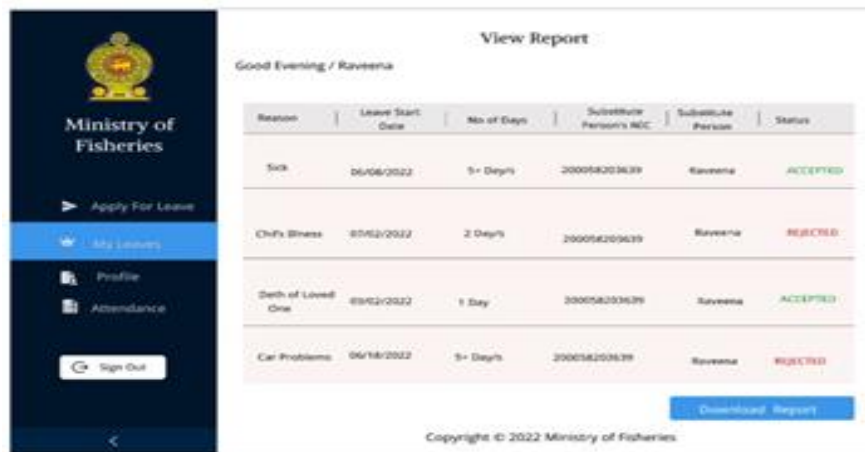 View Report
Good Evening / Raveena
Ministry of
Fisheries
Apply For Leave
My Leaves
Profile
Attendance
Sign Out
Reason | Leave Start Date | No of Days | Substitute Person's NIC | Substitute Person | Status
Sick 06/08/2022 5+ Day/s 200058203639 Raveena ACCEPTED
Chil's Illness 07/02/2022 2 Day/s 200058203639 Raveena REJECTED
Deth of Loved One 03/02/2022 1 Day 200058203639 Raveena ACCEPTED
Car Problems 06/18/2022 5+ Day/s 200058203639 Raveena REJECTED
Download Report
Copyright © 2022 Ministry of Fisheries